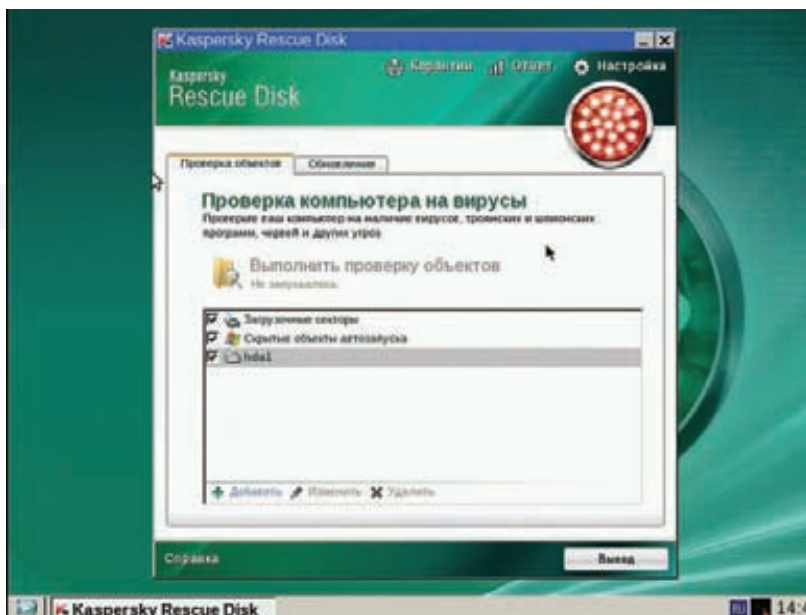 Kaspersky Rescue Disk
Карантин Отчет Настройка
Kaspersky
Rescue Disk
Проверка объектов Обновление
Проверка компьютера на вирусы
Проверьте ваш компьютер на наличие вирусов, троянских и шпионских
программ, червей и других угроз
Выполнить проверку объектов
Не запускалась
Загрузочные секторы
Скрытые объекты автозапуска
hda1
Добавить Изменить Удалить
Справка Выход
Kaspersky Rescue Disk